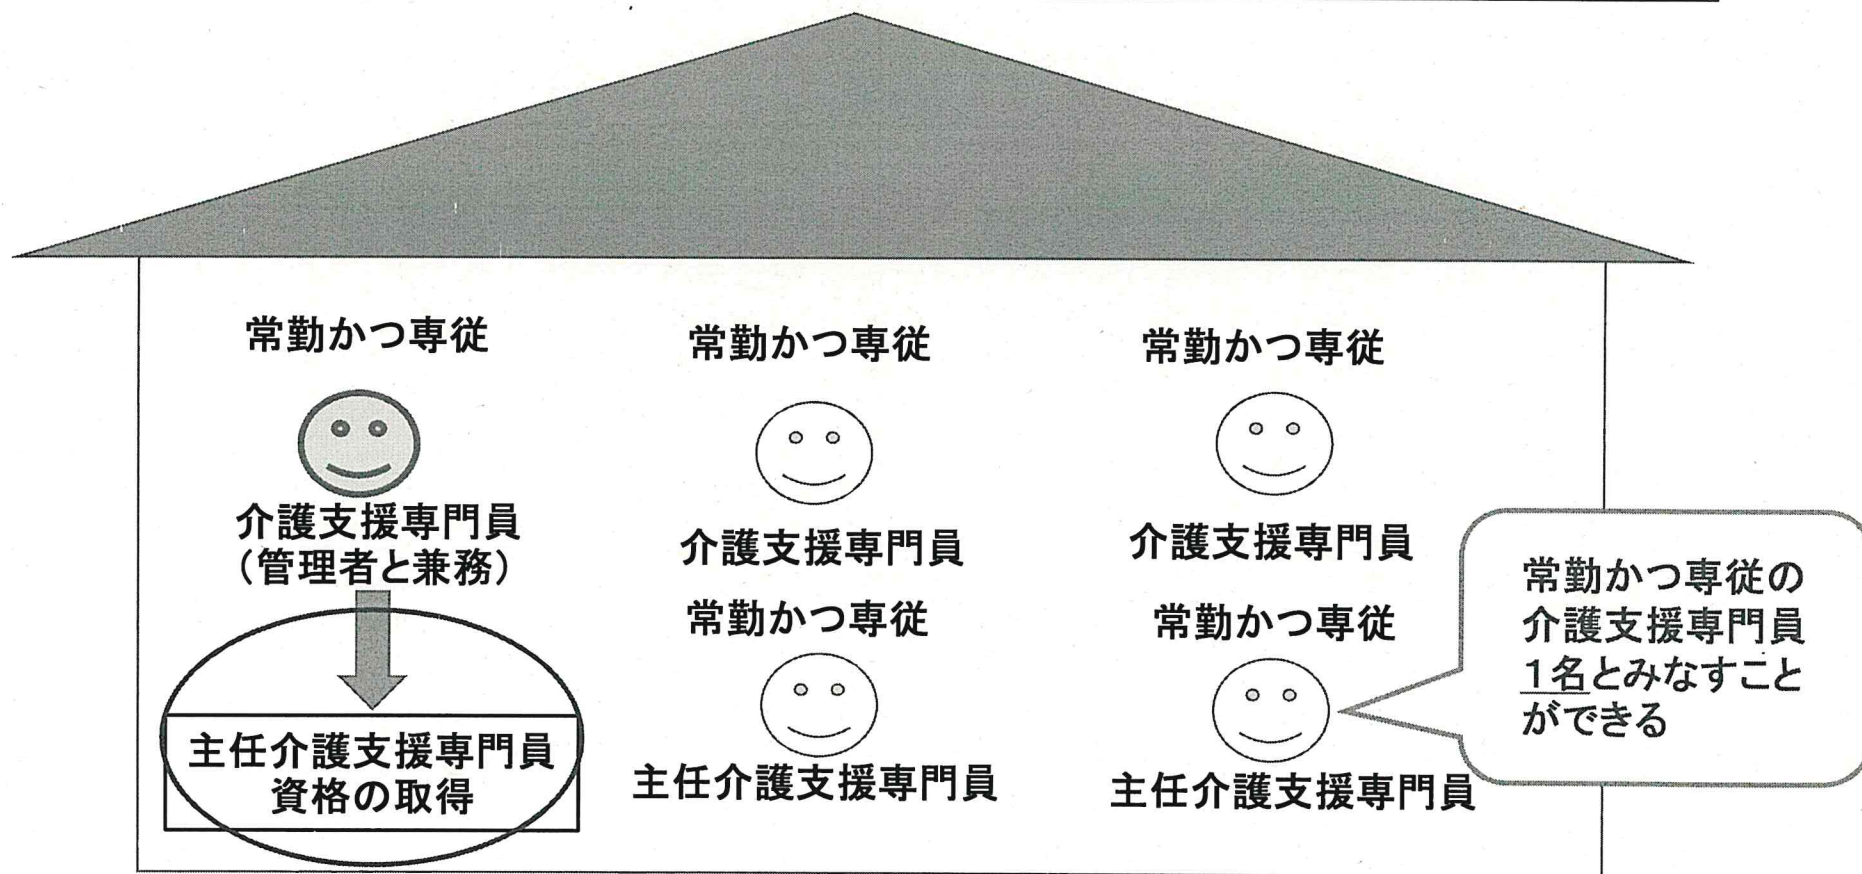 常勤かつ専従
常勤かつ専従
常勤かつ専従
介護支援専門員
(管理者と兼務)
介護支援専門員
介護支援専門員
常勤かつ専従
常勤かつ専従
主任介護支援専門員
資格の取得
主任介護支援専門員
主任介護支援専門員
常勤かつ専従の
介護支援専門員
1名とみなすこと
ができる